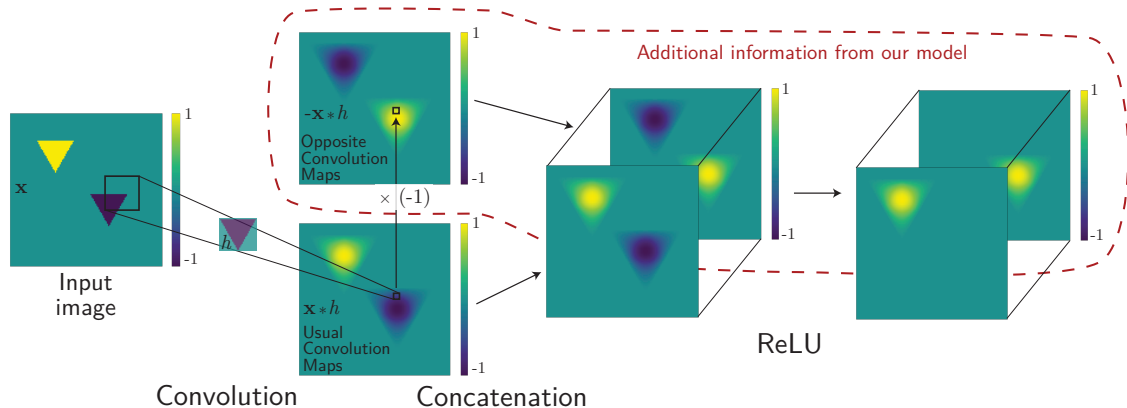 1
Additional information from our model
1
-x * h
Opposite
Convolution
Maps
-1
× (-1)
1
x
-1
Input
image
h
1
x * h
Usual
Convolution
Maps
-1
1
-1
1
-1
ReLU
Convolution
Concatenation